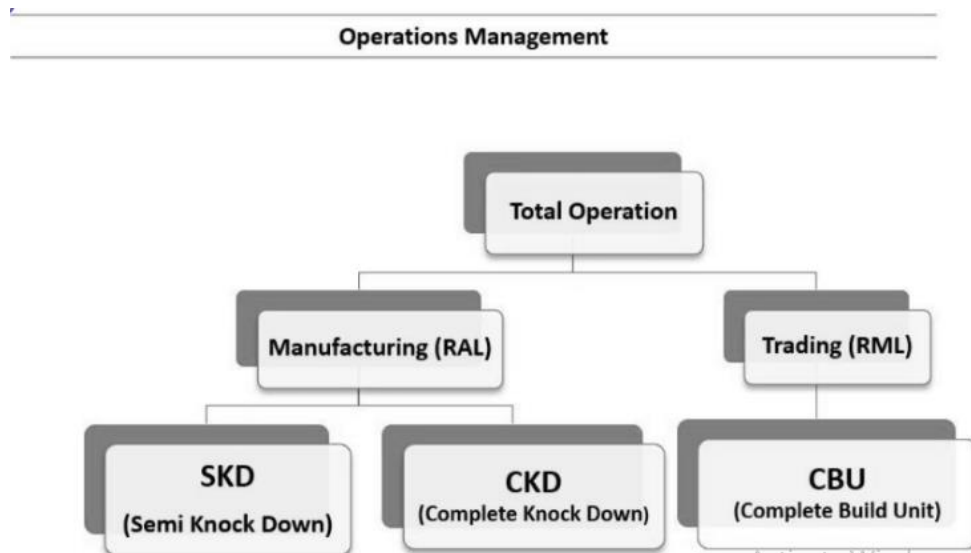 Operations Management
Total Operation
Manufacturing (RAL)
Trading (RML)
SKD
(Semi Knock Down)
CKD
(Complete Knock Down)
CBU
(Complete Build Unit)